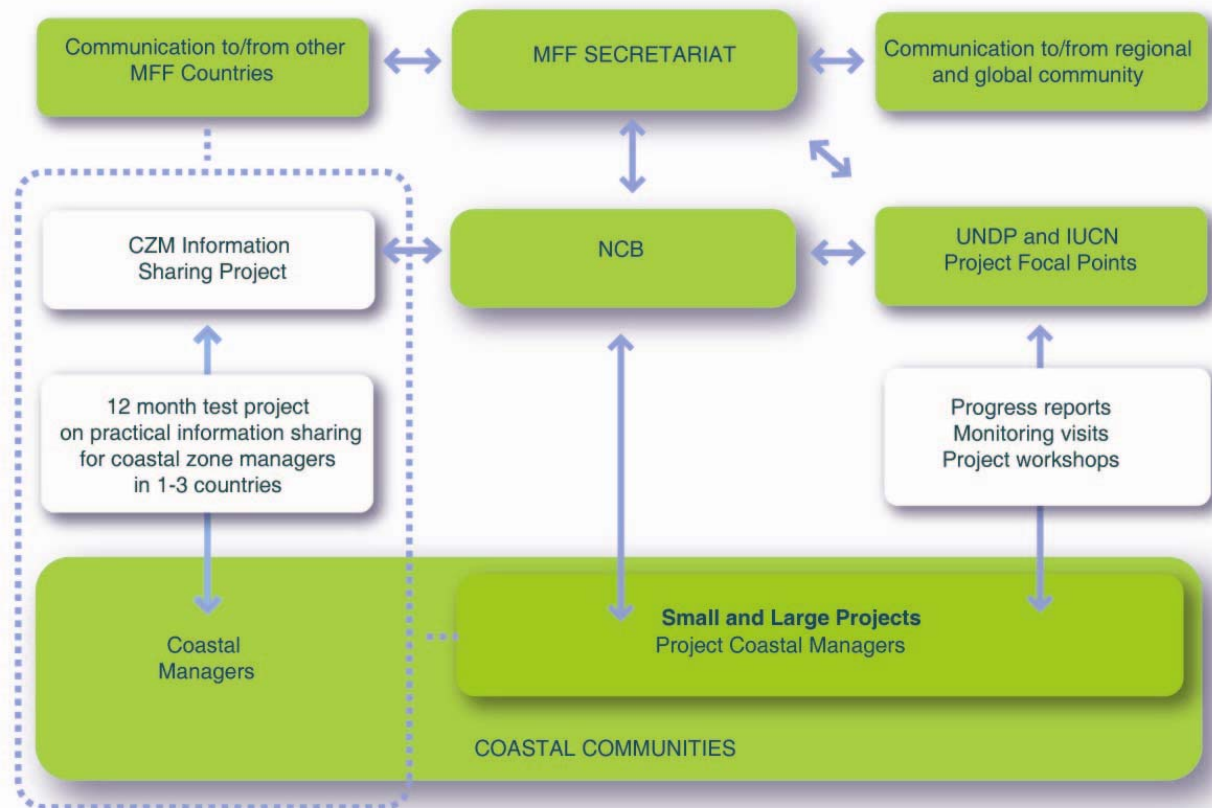 Communication to/from other
MFF Countries
MFF SECRETARIAT
Communication to/from regional
and global community
CZM Information
Sharing Project
NCB
UNDP and IUCN
Project Focal Points
12 month test project
on practical information sharing
for coastal zone managers
in 1-3 countries
Progress reports
Monitoring visits
Project workshops
Coastal
Managers
Small and Large Projects
Project Coastal Managers
COASTAL COMMUNITIES